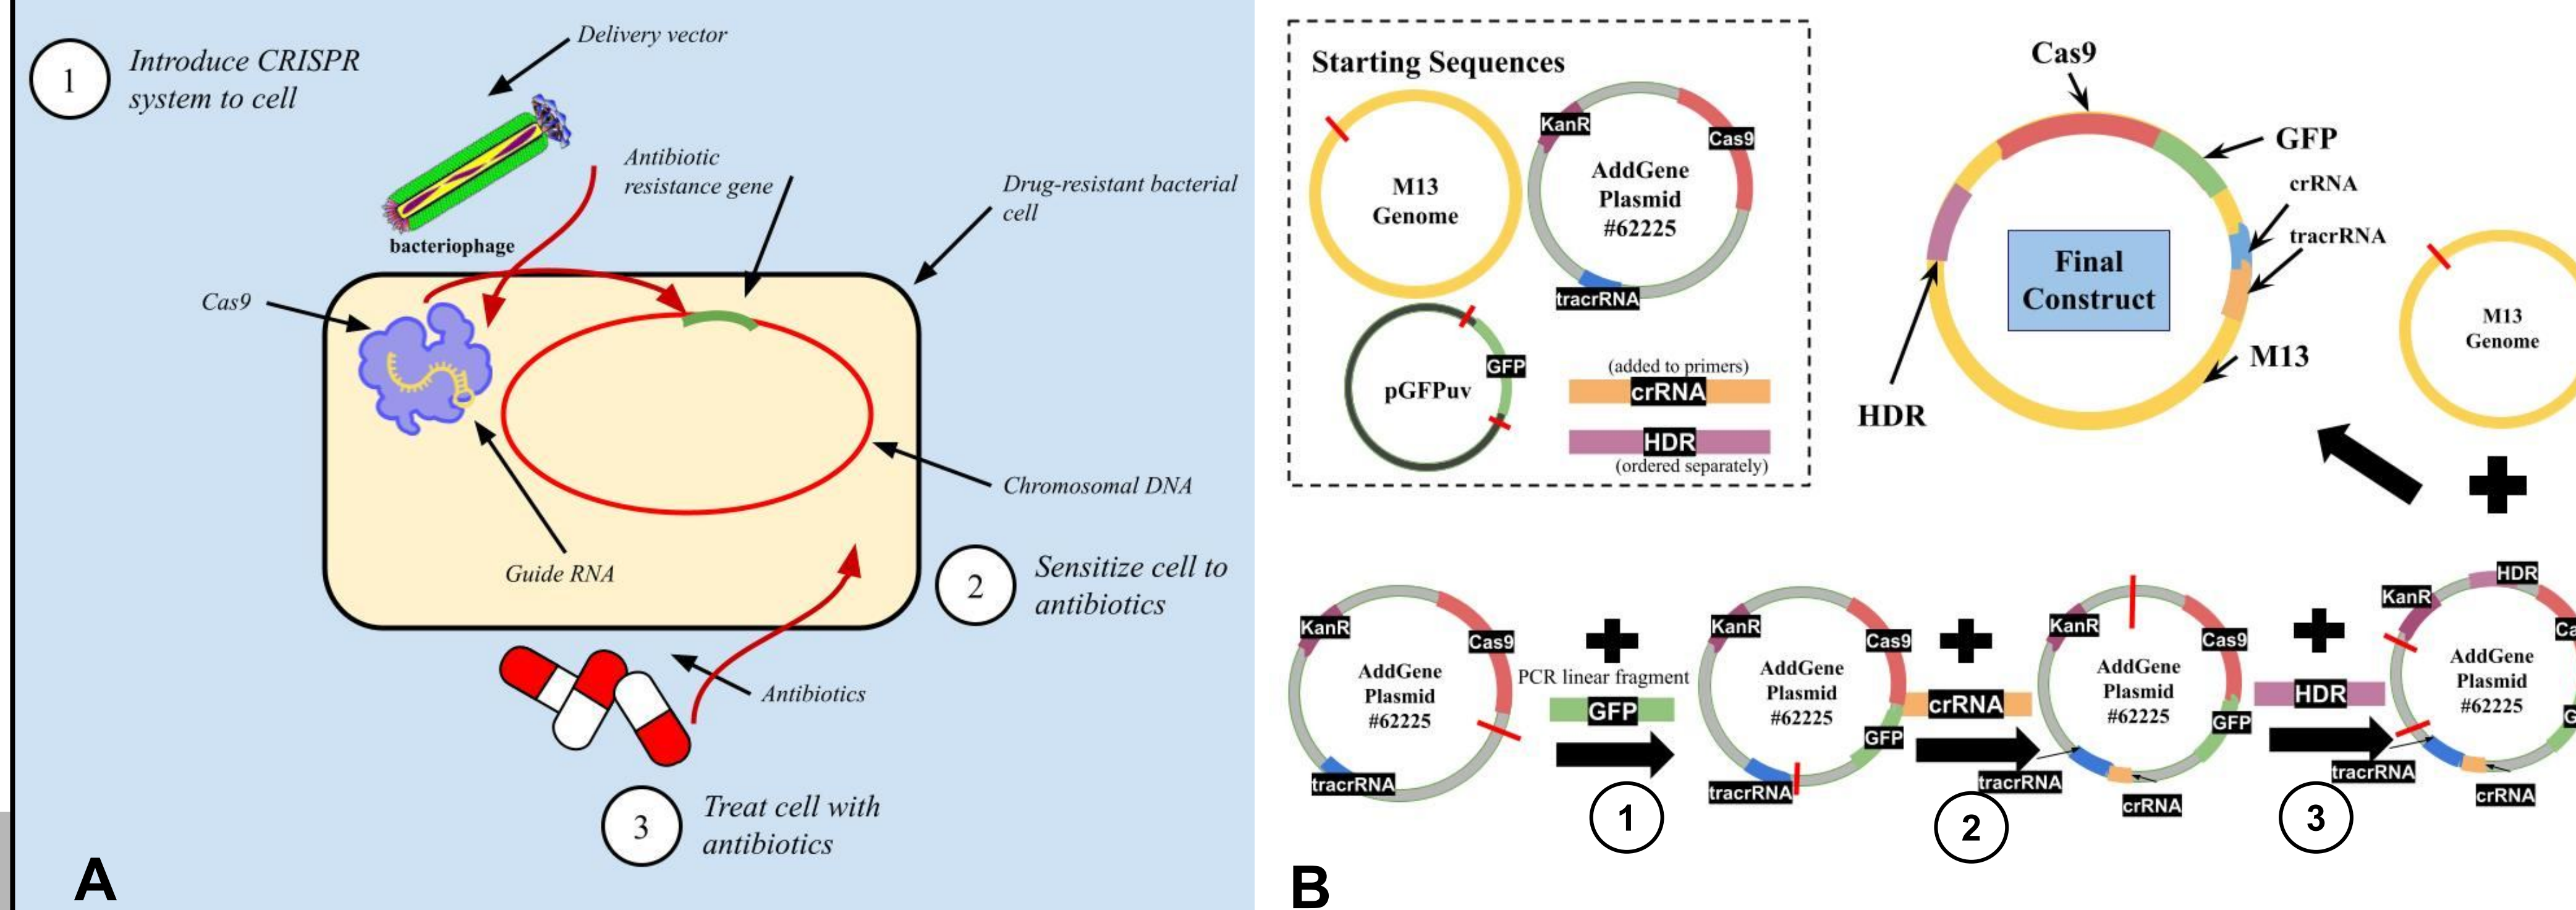 1
Introduce CRISPR
system to cell
Delivery vector
Antibiotic
resistance gene
Drug-resistant bacterial
cell
bacteriophage
Cas9
Guide RNA
Chromosomal DNA
2
Sensitize cell to
antibiotics
Antibiotics
3
Treat cell with
antibiotics
A
Starting Sequences
M13
Genome
KanR
Cas9
AddGene
Plasmid
#62225
tracrRNA
pGFPuv
GFP
(added to primers)
crRNA
HDR
(ordered separately)
Cas9
GFP
crRNA
tracrRNA
Final
Construct
M13
HDR
M13
Genome
KanR
Cas9
AddGene
Plasmid
#62225
tracrRNA
PCR linear fragment
GFP
1
KanR
Cas9
AddGene
Plasmid
#62225
GFP
tracrRNA
crRNA
2
KanR
Cas9
AddGene
Plasmid
#62225
GFP
tracrRNA
crRNA
HDR
3
HDR
KanR
Ca
AddGene
Plasmid
#62225
G
tracrRNA
crRNA
B